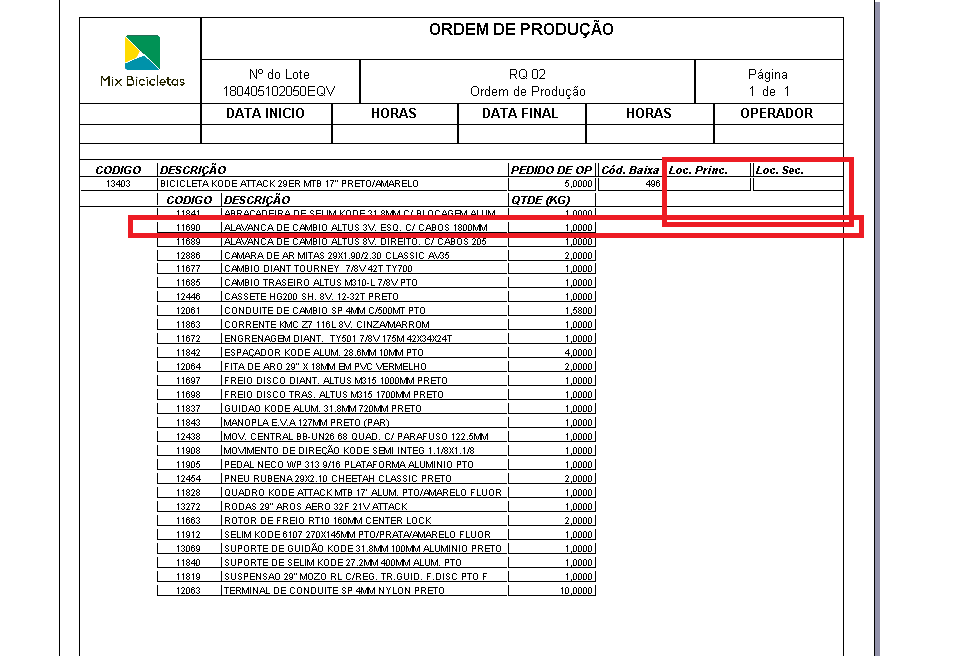 ORDEM DE PRODUÇÃO
Mix Bicicletas
Nº do Lote
180405102050EQV
RQ 02
Ordem de Produção
Página
1 de 1
DATA INICIO HORAS DATA FINAL HORAS OPERADOR
CODIGO DESCRIÇÃO PEDIDO DE OP Cód. Baixa Loc. Princ. Loc. Sec.
13403 BICICLETA KODE ATTACK 29ER MTB 17" PRETO/AMARELO 5,0000 496
CODIGO DESCRIÇÃO QTDE (KG)
11841 ABRACADEIRA DE SELIM KODE 31.8MM C/ BLOCAGEM ALUM 1,0000
11690 ALAVANCA DE CAMBIO ALTUS 3V. ESQ. C/ CABOS 1800MM 1,0000
11689 ALAVANCA DE CAMBIO ALTUS 8V. DIREITO. C/ CABOS 205 1,0000
12886 CAMARA DE AR MITAS 29X1.90/2.30 CLASSIC AV35 2,0000
11677 CAMBIO DIANT TOURNEY 7/8V 42T TY700 1,0000
11685 CAMBIO TRASEIRO ALTUS M310-L 7/8V PTO 1,0000
12446 CASSETE HG200 SH. 8V. 12-32T PRETO 1,0000
12061 CONDUITE DE CAMBIO SP 4MM C/500MT PTO 1,5800
11863 CORRENTE KMC Z7 116L 8V. CINZA/MARROM 1,0000
11672 ENGRENAGEM DIANT. TY501 7/8V 175M 42X34X24T 1,0000
11842 ESPAÇADOR KODE ALUM. 28.6MM 10MM PTO 4,0000
12064 FITA DE ARO 29" X 18MM EM PVC VERMELHO 2,0000
11697 FREIO DISCO DIANT. ALTUS M315 1000MM PRETO 1,0000
11698 FREIO DISCO TRAS. ALTUS M315 1700MM PRETO 1,0000
11837 GUIDAO KODE ALUM. 31.8MM 720MM PRETO 1,0000
11843 MANOPLA E.V.A 127MM PRETO (PAR) 1,0000
12438 MOV. CENTRAL BB-UN26 68 QUAD. C/ PARAFUSO 122.5MM 1,0000
11908 MOVIMENTO DE DIREÇÃO KODE SEMI INTEG 1.1/8X1.1/8 1,0000
11905 PEDAL NECO WP 313 9/16 PLATAFORMA ALUMINIO PTO 1,0000
12454 PNEU RUBENA 29X2.10 CHEETAH CLASSIC PRETO 2,0000
11828 QUADRO KODE ATTACK MTB 17' ALUM. PTO/AMARELO FLUOR 1,0000
13272 RODAS 29" AROS AERO 32F 21V ATTACK 1,0000
11663 ROTOR DE FREIO RT10 160MM CENTER LOCK 2,0000
11912 SELIM KODE 6107 270X145MM PTO/PRATA/AMARELO FLUOR 1,0000
13069 SUPORTE DE GUIDÃO KODE 31.8MM 100MM ALUMINIO PRETO 1,0000
11840 SUPORTE DE SELIM KODE 27.2MM 400MM ALUM. PTO 1,0000
11819 SUSPENSAO 29" MOZO RL C/REG. TR.GUID. F.DISC PTO F 1,0000
12063 TERMINAL DE CONDUITE SP 4MM NYLON PRETO 10,0000